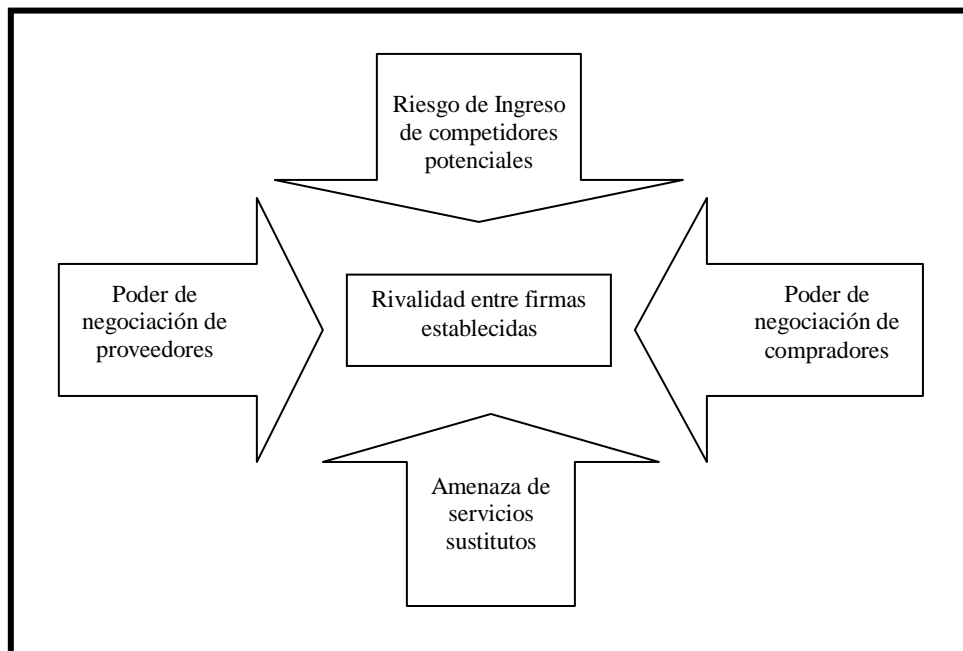 Riesgo de Ingreso
de competidores
potenciales
Poder de
negociación de
proveedores
Rivalidad entre firmas
establecidas
Poder de
negociación de
compradores
Amenaza de
servicios
sustitutos